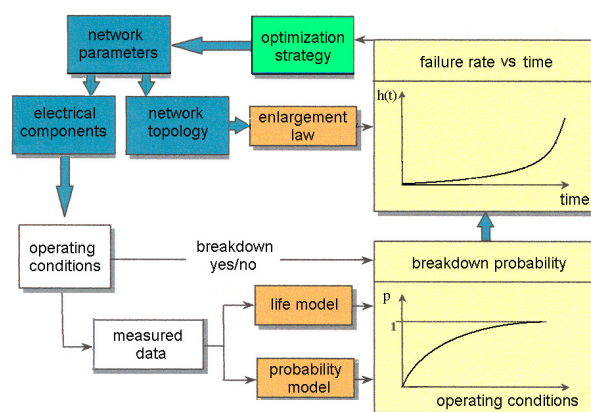 network
parameters
optimization
strategy
failure rate vs time
electrical
components
network
topology
enlargement
law
h(t)
time
operating
conditions
breakdown
yes/no
breakdown probability
measured
data
life model
probability
model
p
1
operating conditions